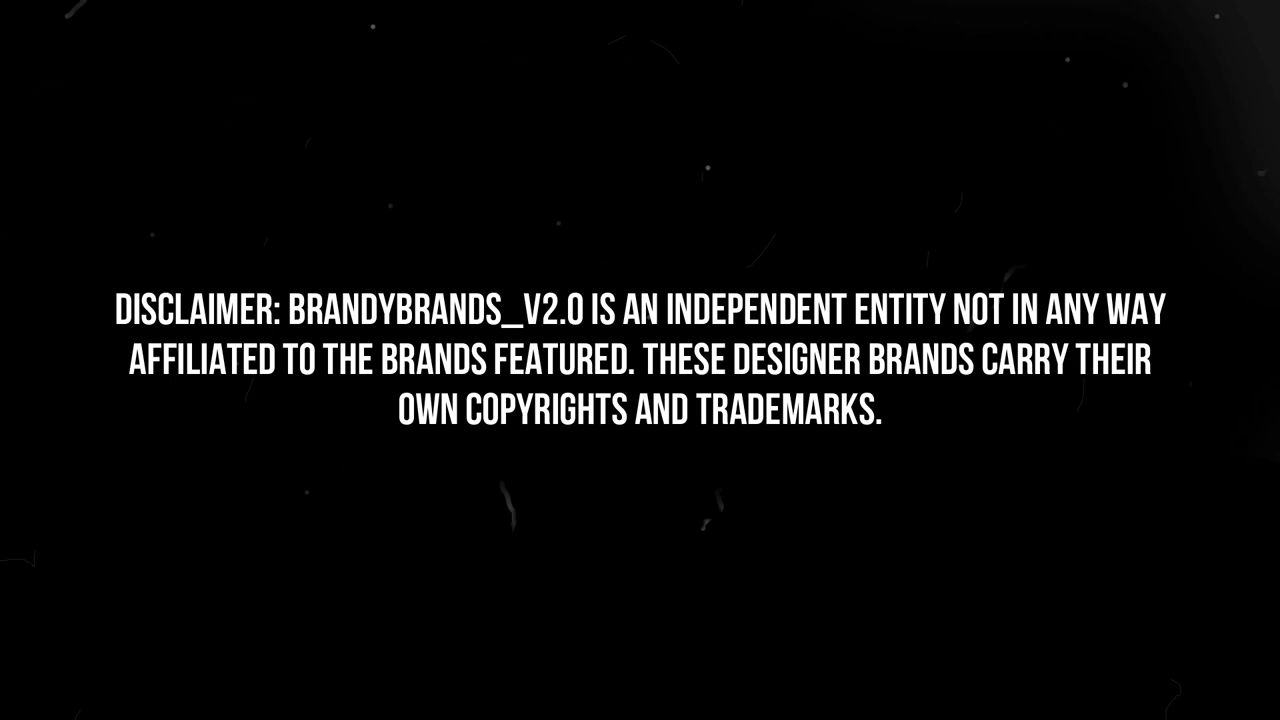 DISCLAIMER: BRANDYBRANDS_V2.0 IS AN INDEPENDENT ENTITY NOT IN ANY WAY
AFFILIATED TO THE BRANDS FEATURED. THESE DESIGNER BRANDS CARRY THEIR
OWN COPYRIGHTS AND TRADEMARKS.